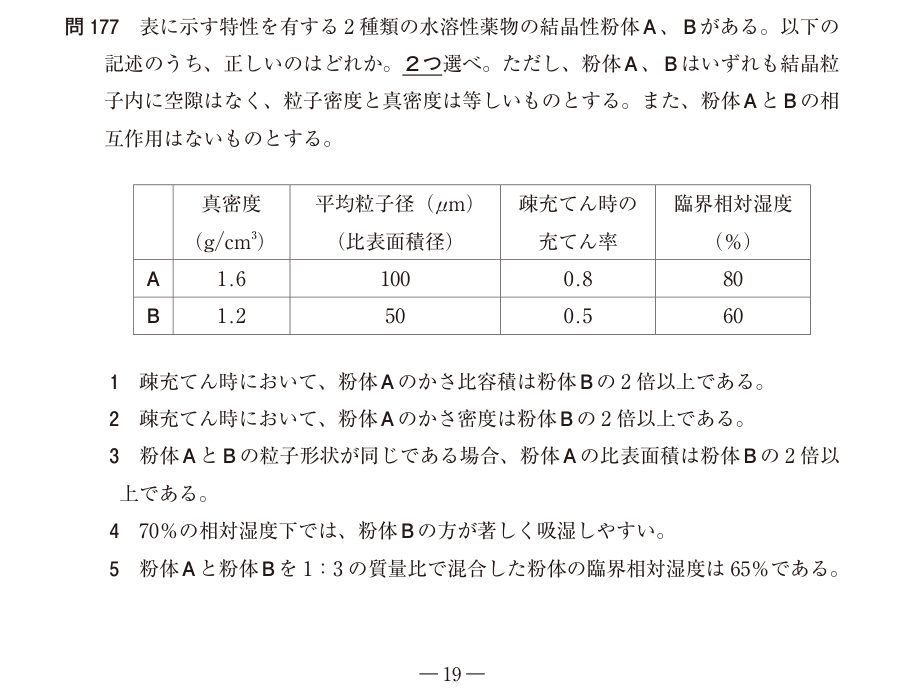 問 177 表に示す特性を有する2種類の水溶性薬物の結晶性粉体A、Bがある。以下の
記述のうち、正しいのはどれか。2つ選べ。ただし、粉体A、Bはいずれも結晶粒
子内に空隙はなく、粒子密度と真密度は等しいものとする。また、粉体AとBの相
互作用はないものとする。
真密度 平均粒子径(μm) 疎充てん時の 臨界相対湿度
(g/cm³) (比表面積径) 充てん率 (%)
A 1.6 100 0.8 80
B 1.2 50 0.5 60
1 疎充てん時において、粉体Aのかさ比容積は粉体Bの2倍以上である。
2 疎充てん時において、粉体Aのかさ密度は粉体Bの2倍以上である。
3 粉体AとBの粒子形状が同じである場合、粉体Aの比表面積は粉体Bの2倍以
上である。
4 70%の相対湿度下では、粉体Bの方が著しく吸湿しやすい。
5 粉体Aと粉体Bを1:3の質量比で混合した粉体の臨界相対湿度は65%である。
― 19 ―